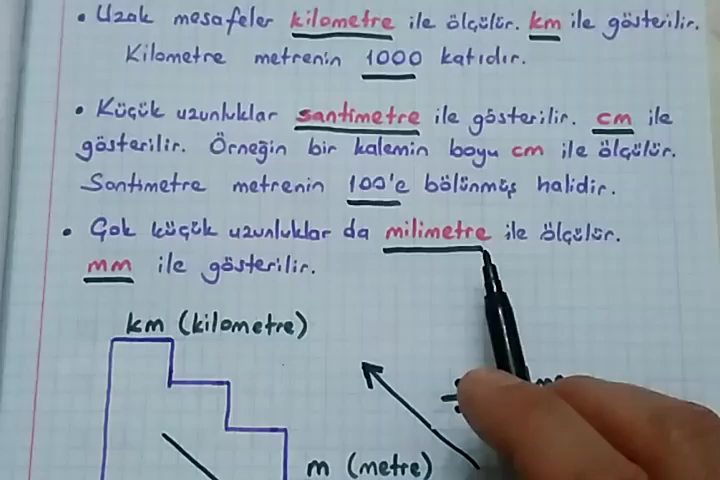 • Uzak mesafeler kilometre ile ölçülür. km ile gösterilir.
Kilometre metrenin 1000 katıdır.
• Küçük uzunluklar santimetre ile gösterilir. cm ile
gösterilir. Örneğin bir kalemin boyu cm ile ölçülür.
Santimetre metrenin 100'e bölünmüş halidir.
• Çok küçük uzunluklar da milimetre ile ölçülür.
mm ile gösterilir.
km (kilometre)
m (metre)